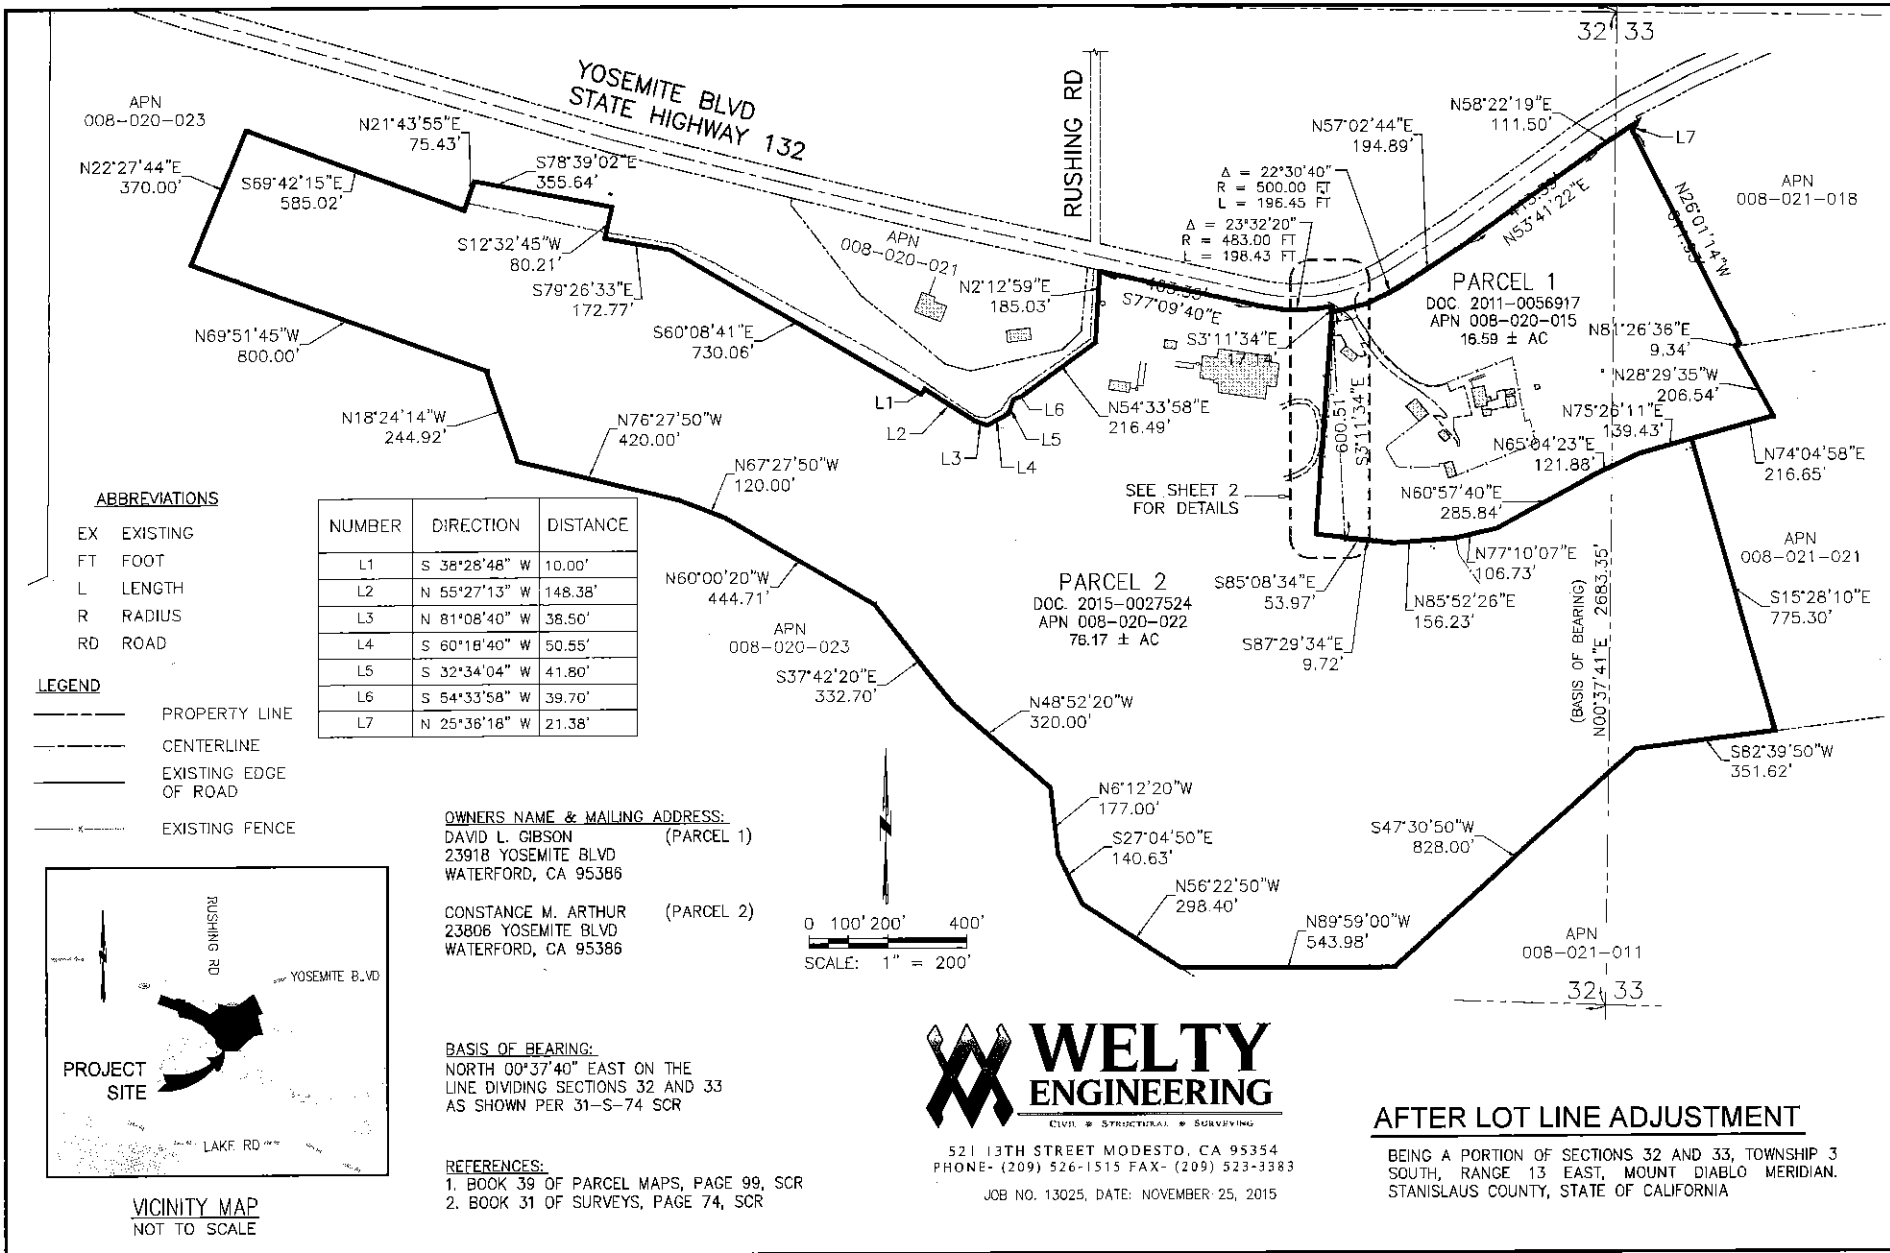 32 33
YOSEMITE BLVD
STATE HIGHWAY 132
RUSHING RD
APN
008-020-023
N22°27'44"E
370.00'
S69°42'15"E
585.02'
N21°43'55"E
75.43'
S78°39'02"E
355.64'
S12°32'45"W
80.21'
S79°26'33"E
172.77'
N69°51'45"W
800.00'
S60°08'41"E
730.06'
APN
008-020-021
N2°12'59"E
185.03'
S77°09'40"E
Δ = 22°30'40"
R = 500.00 FT
L = 196.45 FT
Δ = 23°32'20"
R = 483.00 FT
L = 198.43 FT
N57°02'44"E
194.89'
N58°22'19"E
111.50'
L7
N53°41'22"E
N26°01'14"W
APN
008-021-018
PARCEL 1
DOC. 2011-0056917
APN 008-020-015
16.59 ± AC
N81°26'36"E
9.34'
N28°29'35"W
206.54'
N75°26'11"E
139.43'
N65°04'23"E
121.88'
N74°04'58"E
216.65'
N60°57'40"E
285.84'
S3°11'34"E
600.51'
S3°11'34"E
L1
L2
L3
L4
L5
L6
N54°33'58"E
216.49'
N18°24'14"W
244.92'
N76°27'50"W
420.00'
N67°27'50"W
120.00'
SEE SHEET 2
FOR DETAILS
N77°10'07"E
106.73'
N85°52'26"E
156.23'
S85°08'34"E
53.97'
S87°29'34"E
9.72'
APN
008-021-021
S15°28'10"E
775.30'
(BASIS OF BEARING)
N00°37'41"E 2683.35'
PARCEL 2
DOC. 2015-0027524
APN 008-020-022
76.17 ± AC
N60°00'20"W
444.71'
APN
008-020-023
S37°42'20"E
332.70'
N48°52'20"W
320.00'
N6°12'20"W
177.00'
S27°04'50"E
140.63'
N56°22'50"W
298.40'
N89°59'00"W
543.98'
S47°30'50"W
828.00'
S82°39'50"W
351.62'
APN
008-021-011
32 33
ABBREVIATIONS
EX EXISTING
FT FOOT
L LENGTH
R RADIUS
RD ROAD
NUMBER DIRECTION DISTANCE
L1 S 38°28'48" W 10.00'
L2 N 55°27'13" W 148.38'
L3 N 81°08'40" W 38.50'
L4 S 60°18'40" W 50.55'
L5 S 32°34'04" W 41.80'
L6 S 54°33'58" W 39.70'
L7 N 25°36'18" W 21.38'
LEGEND
PROPERTY LINE
CENTERLINE
EXISTING EDGE
OF ROAD
x EXISTING FENCE
OWNERS NAME & MAILING ADDRESS:
DAVID L. GIBSON (PARCEL 1)
23918 YOSEMITE BLVD
WATERFORD, CA 95386
CONSTANCE M. ARTHUR (PARCEL 2)
23806 YOSEMITE BLVD
WATERFORD, CA 95386
0 100' 200' 400'
SCALE: 1" = 200'
RUSHING RD
YOSEMITE BLVD
PROJECT
SITE
LAKE RD
VICINITY MAP
NOT TO SCALE
BASIS OF BEARING:
NORTH 00°37'40" EAST ON THE
LINE DIVIDING SECTIONS 32 AND 33
AS SHOWN PER 31-S-74 SCR
REFERENCES:
1. BOOK 39 OF PARCEL MAPS, PAGE 99, SCR
2. BOOK 31 OF SURVEYS, PAGE 74, SCR
WELTY
ENGINEERING
CIVIL * STRUCTURAL * SURVEYING
521 13TH STREET MODESTO, CA 95354
PHONE- (209) 526-1515 FAX- (209) 523-3383
JOB NO. 13025, DATE: NOVEMBER 25, 2015
AFTER LOT LINE ADJUSTMENT
BEING A PORTION OF SECTIONS 32 AND 33, TOWNSHIP 3
SOUTH, RANGE 13 EAST, MOUNT DIABLO MERIDIAN.
STANISLAUS COUNTY, STATE OF CALIFORNIA